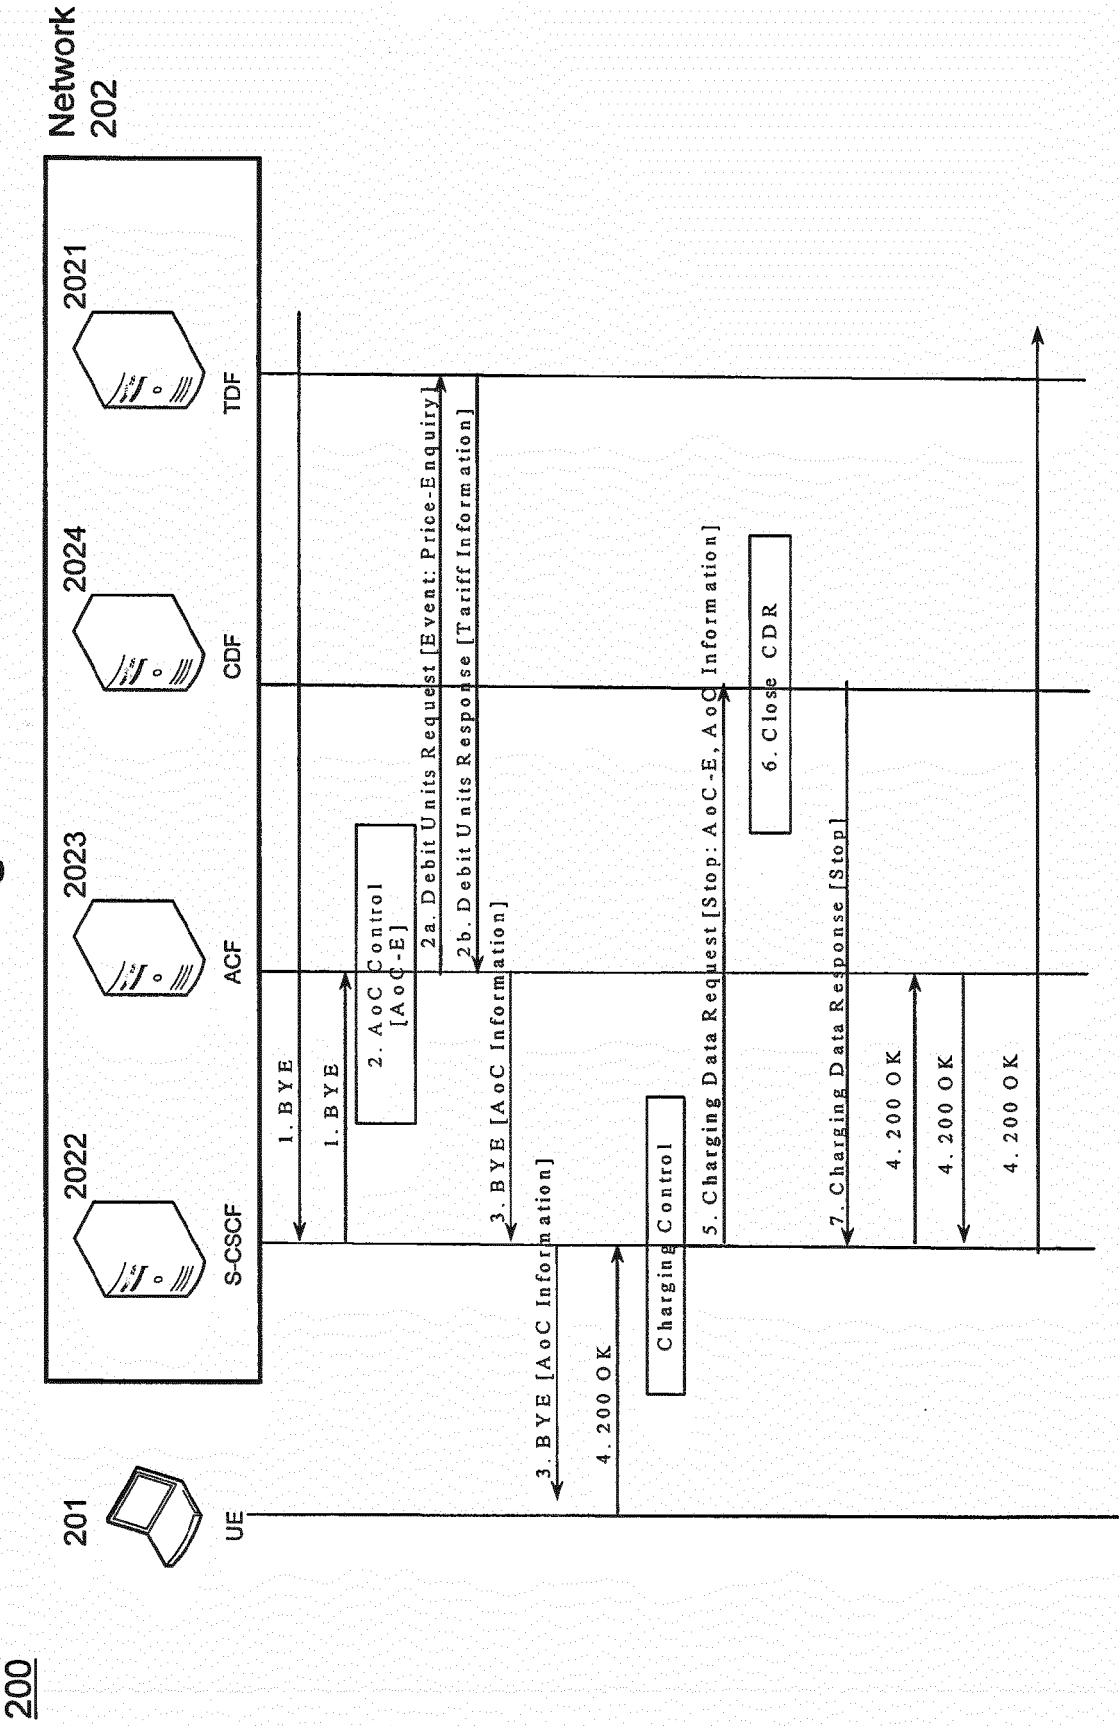 200
Network
202
201
2022
2023
2024
2021
UE
S-CSCF
ACF
CDF
TDF
1. BYE
1. BYE
2. AoC Control
[AoC-E]
2a. Debit Units Request [Event: Price-Enquiry]
2b. Debit Units Response [Tariff Information]
3. BYE [AoC Information]
3. BYE [AoC Information]
4. 200 OK
Charging Control
5. Charging Data Request [Stop: AoC-E, AoC Information]
6. Close CDR
7. Charging Data Response [Stop]
4. 200 OK
4. 200 OK
4. 200 OK